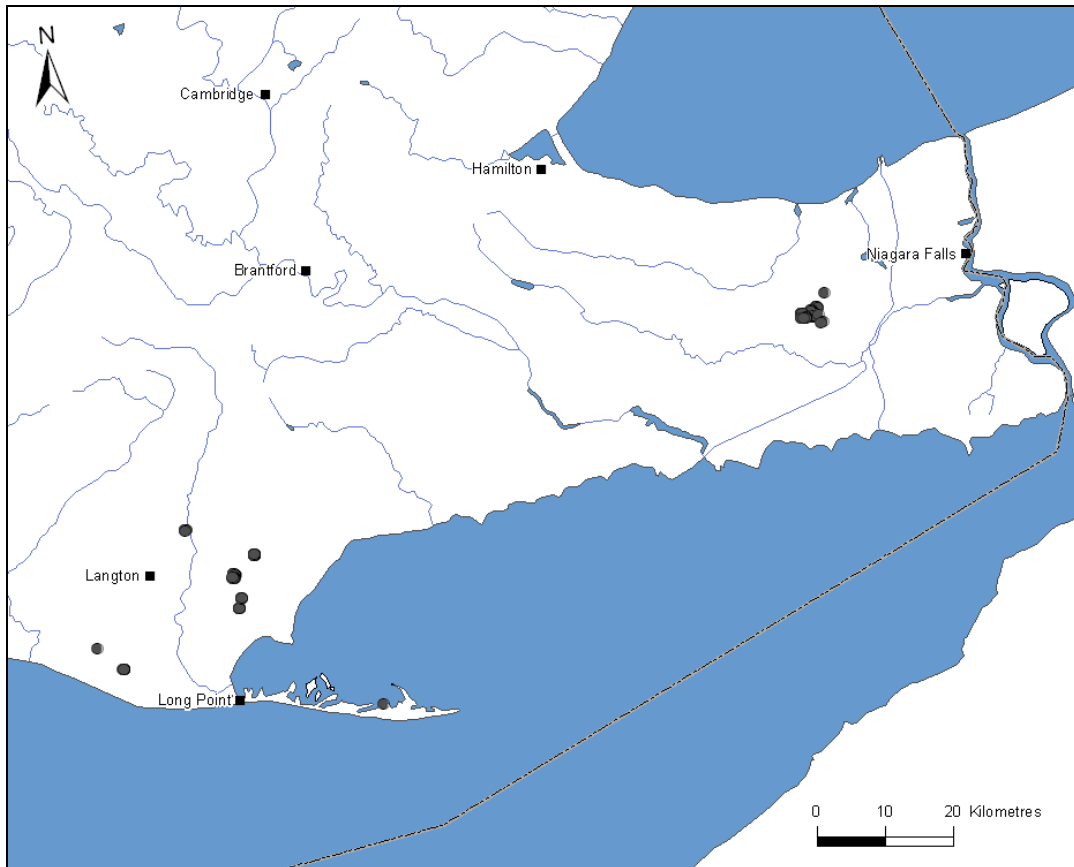 N
Cambridge
Hamilton
Niagara Falls
Brantford
Langton
Long Point
0 10 20 Kilometres